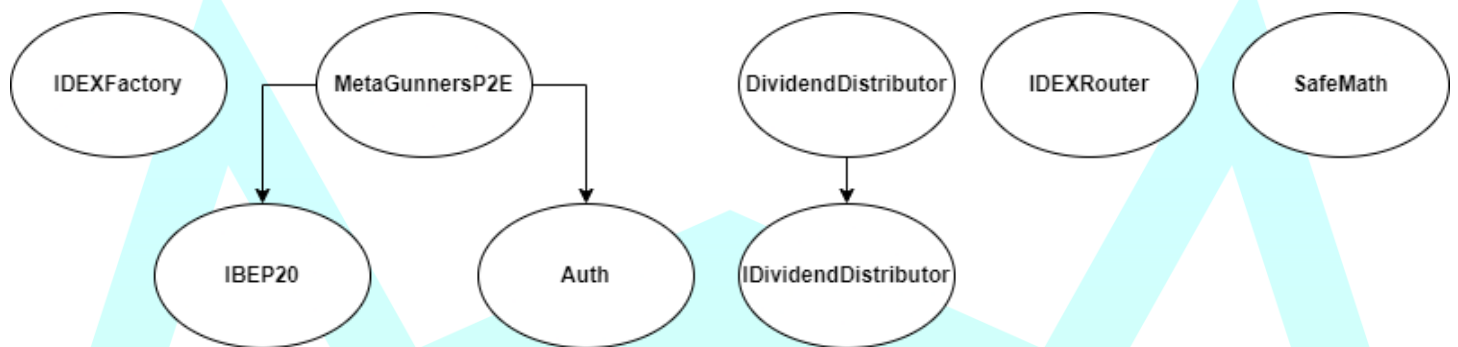 IDEXFactory
MetaGunnersP2E
DividendDistributor
IDEXRouter
SafeMath
IBEP20
Auth
IDividendDistributor